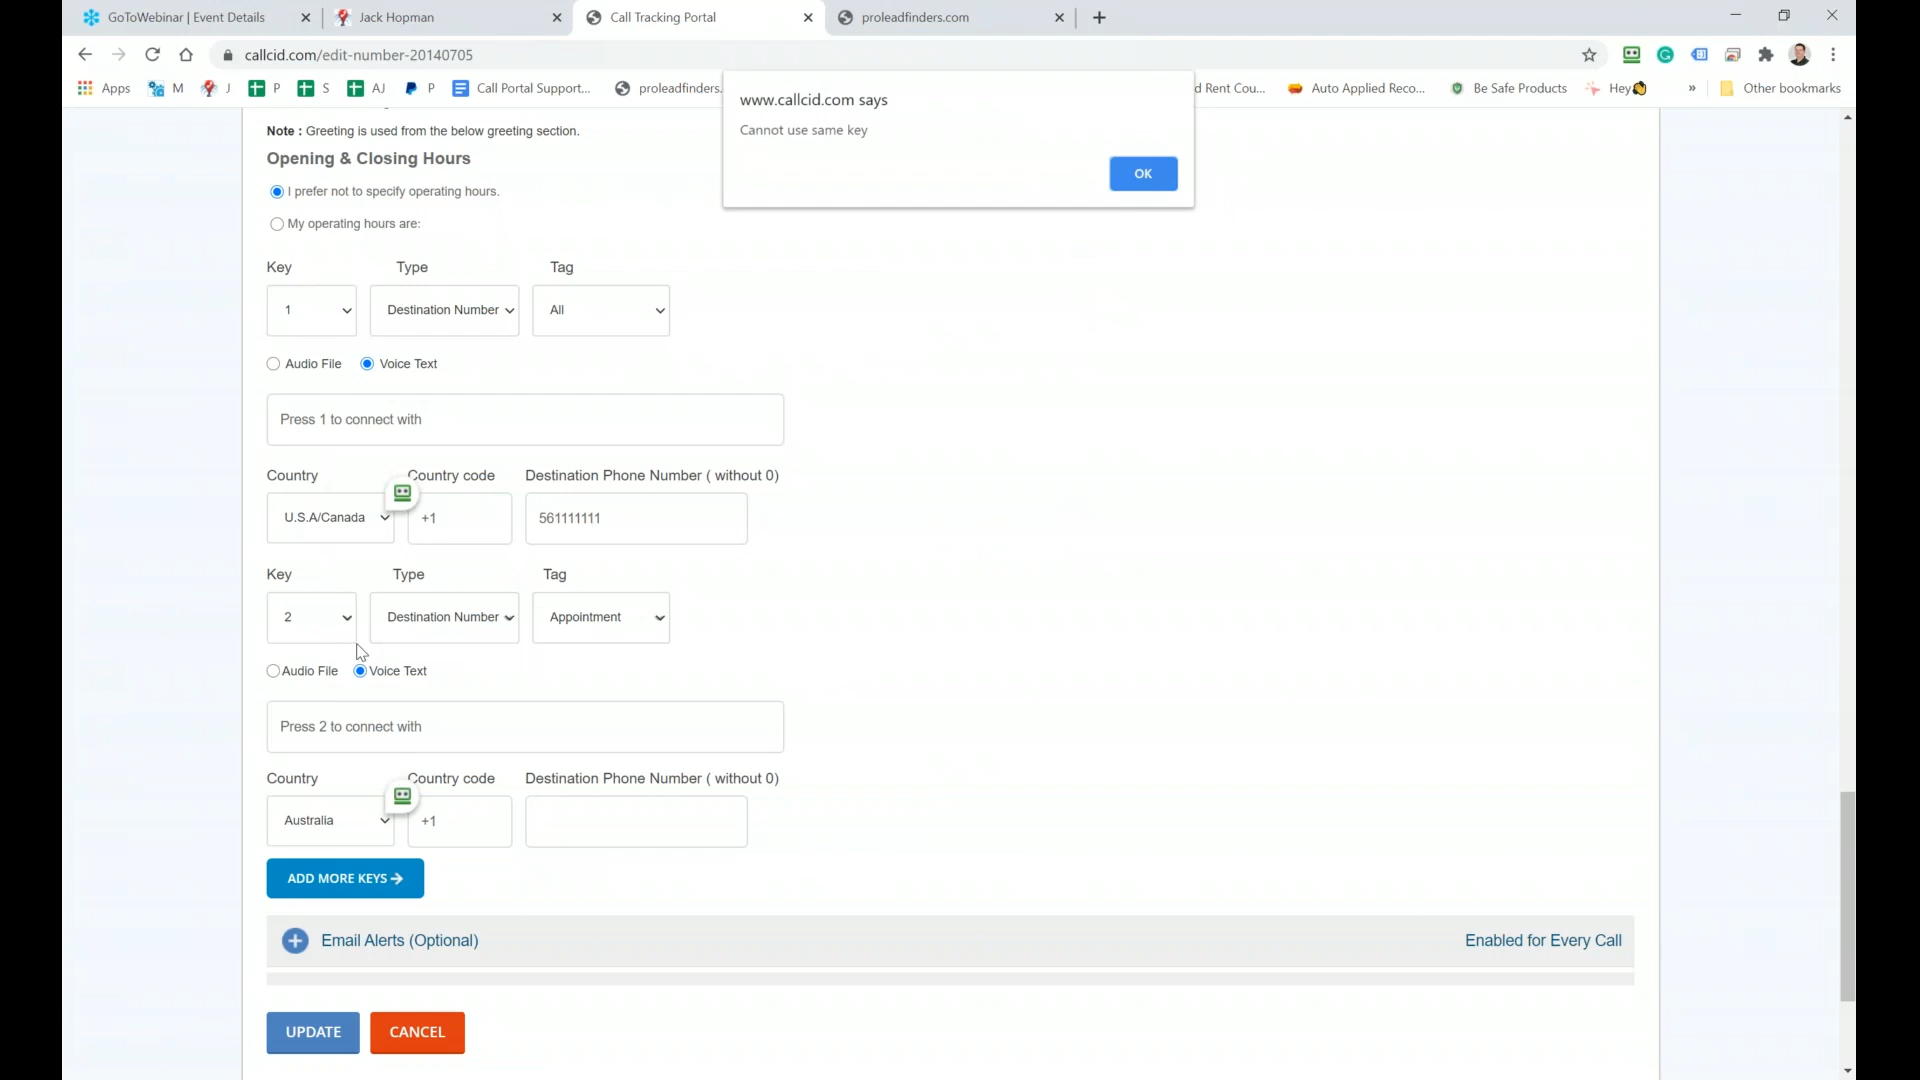 GoToWebinar | Event Details
Jack Hopman
Call Tracking Portal
proleadfinders.com
callcid.com/edit-number-20140705
Apps
M
J
P
S
AJ
P
Call Portal Support...
proleadfinders.
d Rent Cou...
Auto Applied Reco...
Be Safe Products
Hey
»
Other bookmarks
www.callcid.com says
Cannot use same key
OK
Note : Greeting is used from the below greeting section.
Opening & Closing Hours
I prefer not to specify operating hours.
My operating hours are:
Key Type Tag
1 Destination Number All
Audio File Voice Text
Press 1 to connect with
Country Country code Destination Phone Number ( without 0)
U.S.A/Canada +1 561111111
Key Type Tag
2 Destination Number Appointment
Audio File Voice Text
Press 2 to connect with
Country Country code Destination Phone Number ( without 0)
Australia +1
ADD MORE KEYS
Email Alerts (Optional) Enabled for Every Call
UPDATE CANCEL